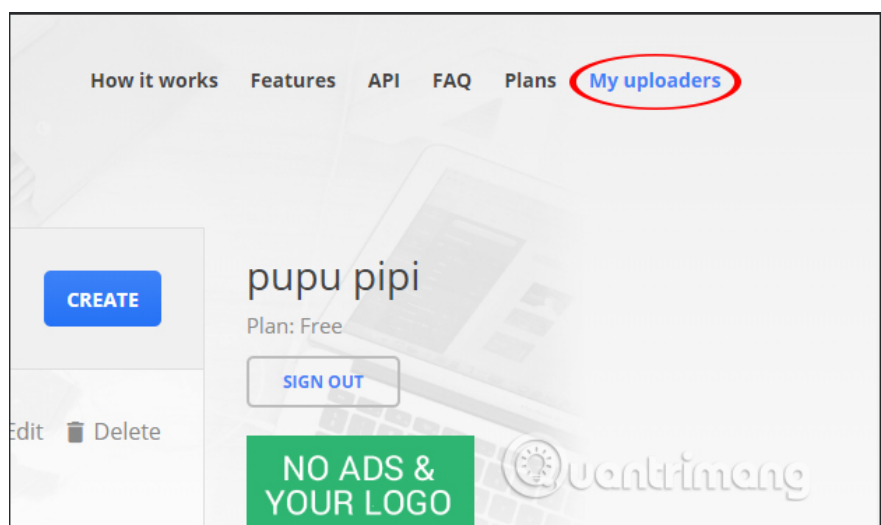 How it works Features API FAQ Plans My uploaders
pupu pipi
CREATE
Plan: Free
SIGN OUT
Edit Delete
NO ADS &
YOUR LOGO
Quantrimang